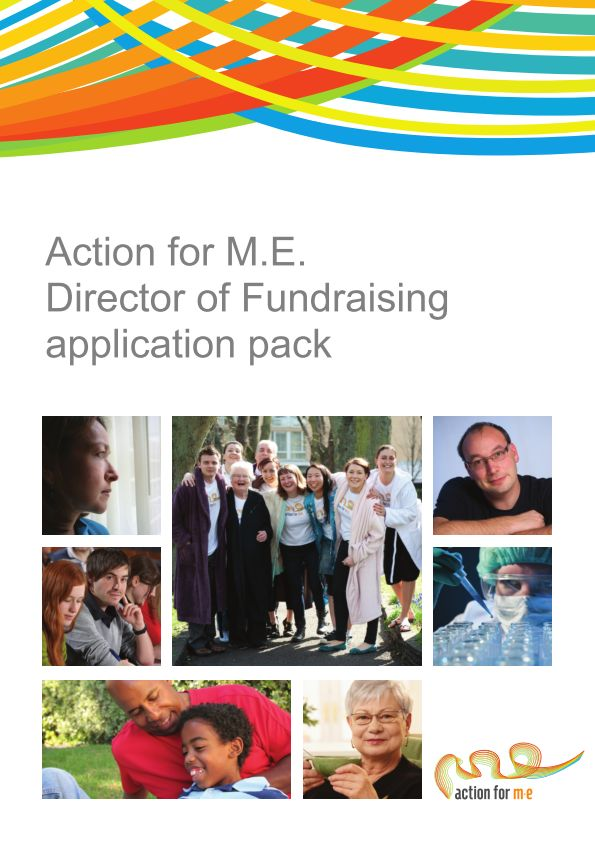 Action for M.E.
Director of Fundraising
application pack
action for m·e